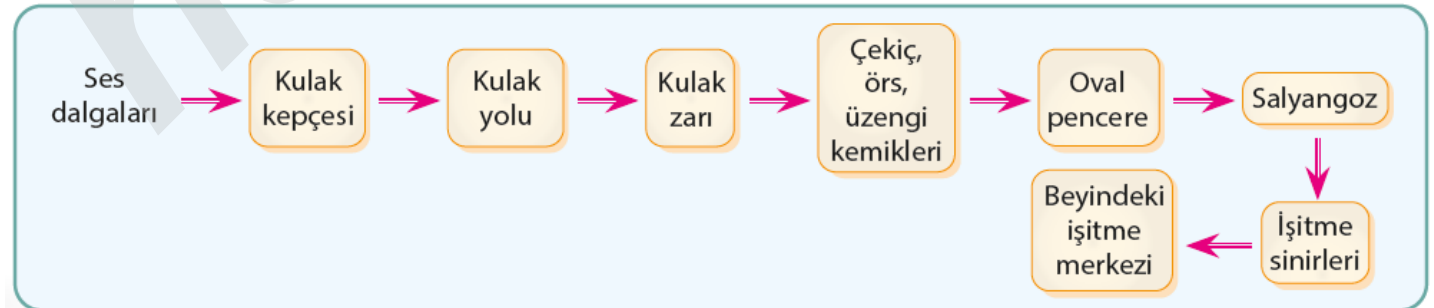 Ses
dalgaları
Kulak
kepçesi
Kulak
yolu
Kulak
zarı
Çekiç,
örs,
üzengi
kemikleri
Oval
pencere
Salyangoz
İşitme
sinirleri
Beyindeki
işitme
merkezi